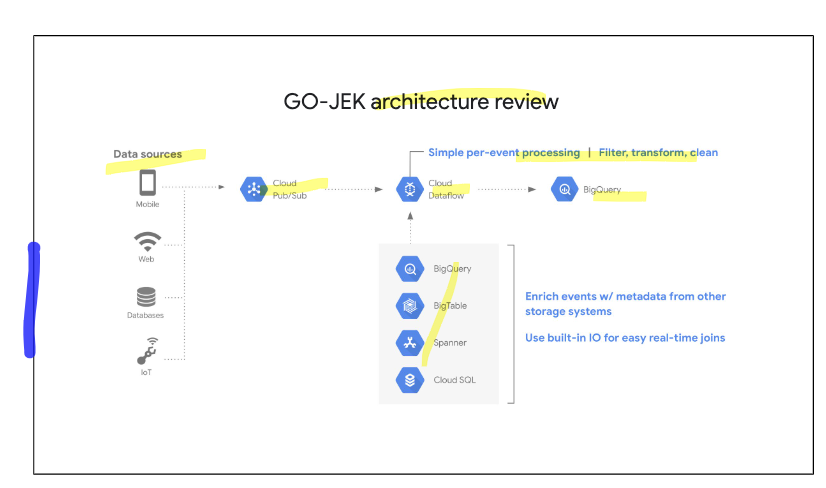 GO-JEK architecture review
Data sources
Simple per-event processing | Filter, transform, clean
Mobile
Cloud
Pub/Sub
Cloud
Dataflow
BigQuery
Web
Databases
IoT
BigQuery
BigTable
Spanner
Cloud SQL
Enrich events w/ metadata from other
storage systems
Use built-in IO for easy real-time joins